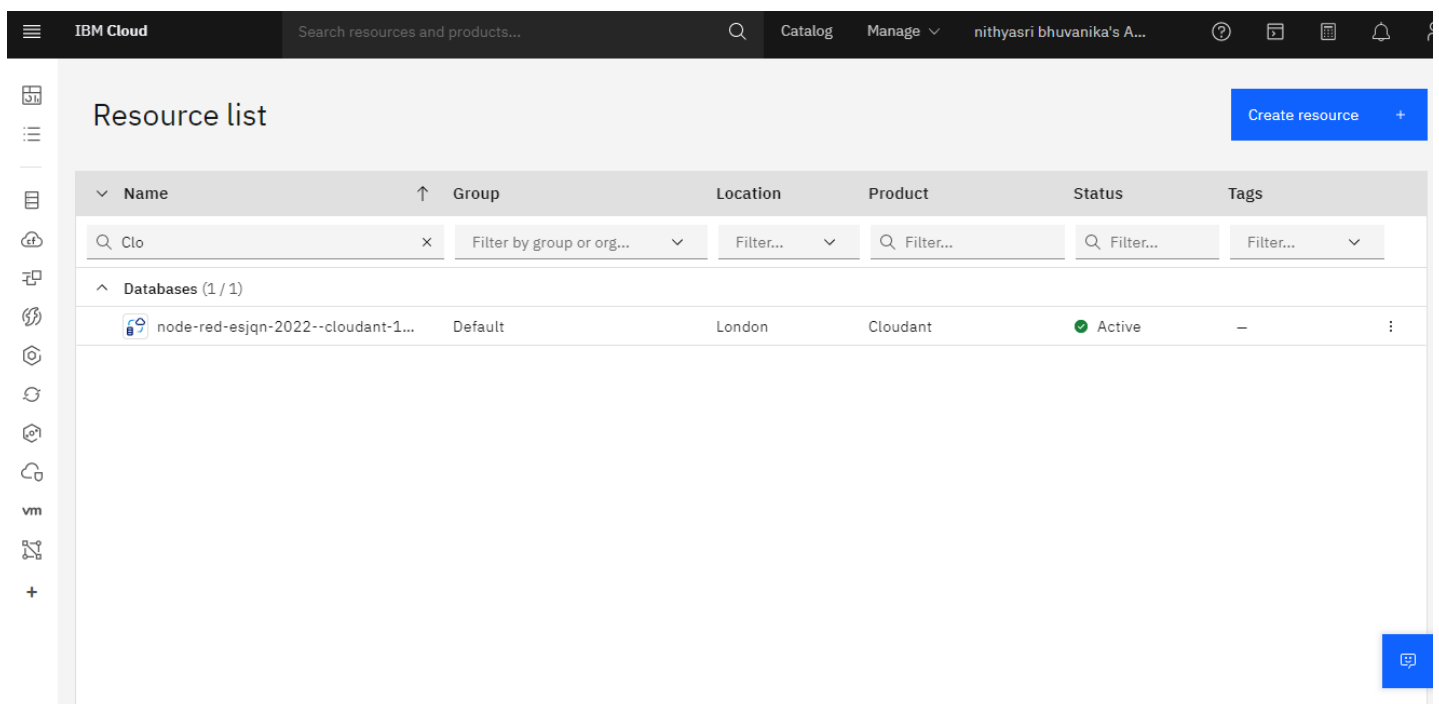 IBM Cloud Search resources and products... Catalog Manage nithyasri bhuvanika's A...
Resource list
Create resource +
Name Group Location Product Status Tags
Clo Filter by group or org... Filter... Filter... Filter... Filter...
Databases (1 / 1)
node-red-esjqn-2022--cloudant-1... Default London Cloudant Active –
cf
vm
+